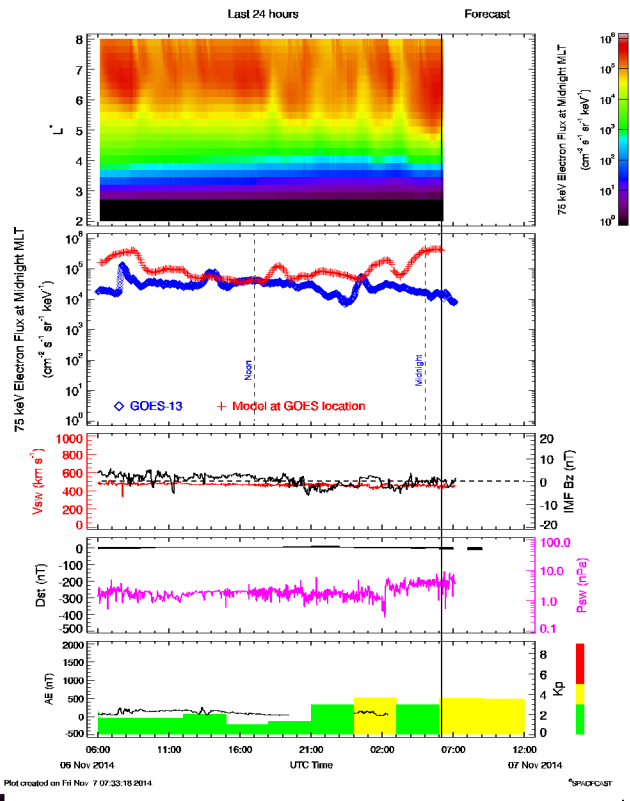 Last 24 hours Forecast
8
7
6
5
4
3
2
L*
10^6
10^5
10^4
10^3
10^2
10^1
10^0
75 keV Electron Flux at Midnight MLT
(cm^-2 s^-1 sr^-1 keV^-1)
10^6
10^5
10^4
10^3
10^2
10^1
10^0
75 keV Electron Flux at Midnight MLT
(cm^-2 s^-1 sr^-1 keV^-1)
Noon
Midnight
GOES-13 Model at GOES location
1000
800
600
400
200
0
Vsw (km s^-1)
20
10
0
-10
-20
IMF Bz (nT)
0
-100
-200
-300
-400
-500
Dst (nT)
100.0
10.0
1.0
0.1
Psw (nPa)
2000
1500
1000
500
0
-500
AE (nT)
8
6
4
2
0
Kp
06:00 11:00 16:00 21:00 02:00 07:00 12:00
06 Nov 2014 UTC Time 07 Nov 2014
Plot created on Fri Nov 7 07:33:18 2014 °SPACECAST